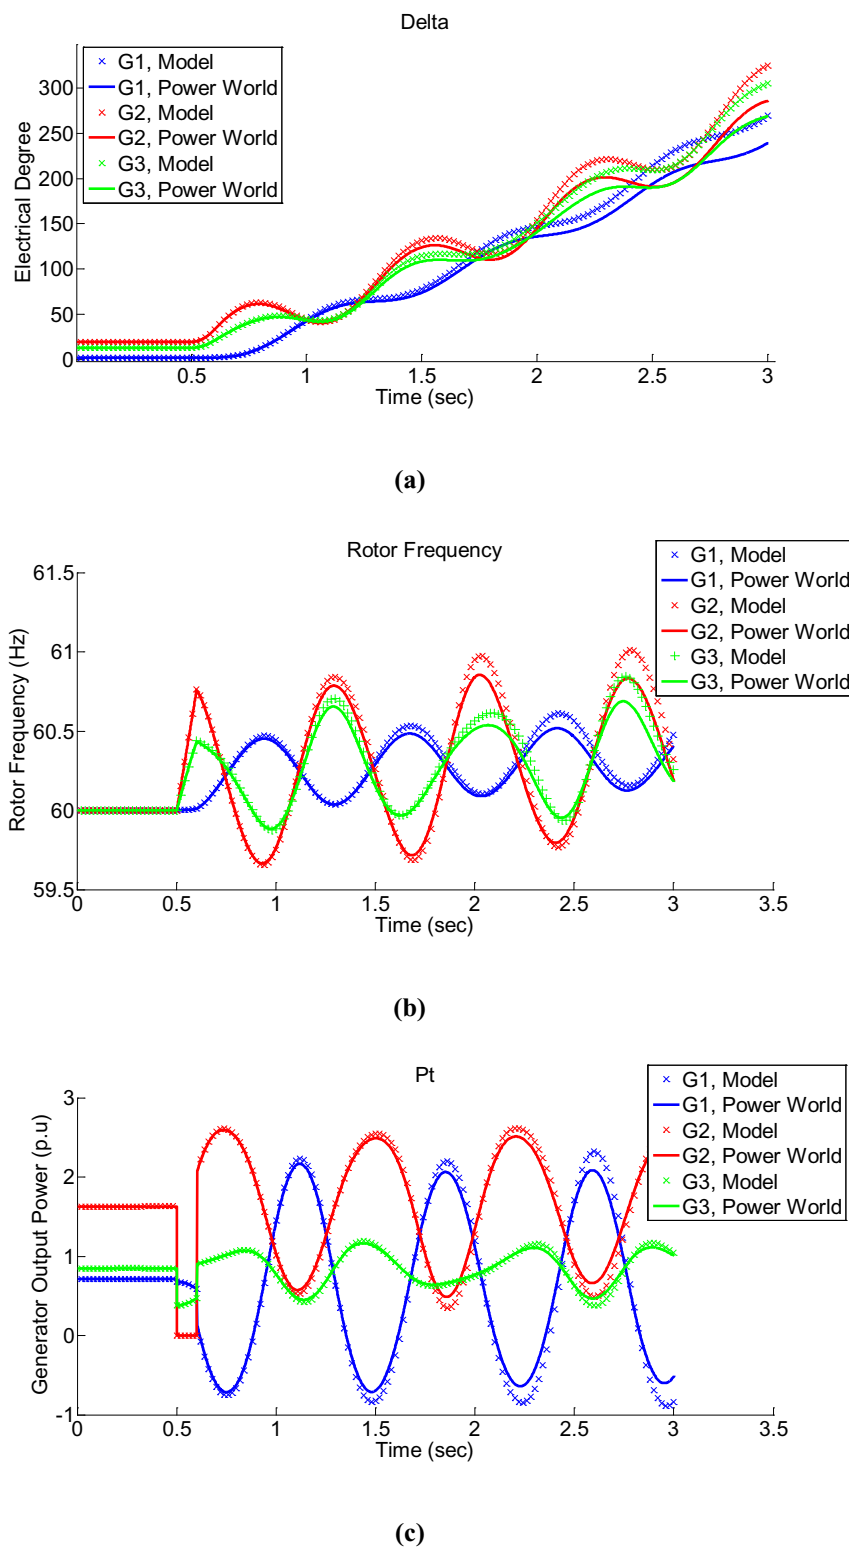 Delta
G1, Model
G1, Power World
G2, Model
G2, Power World
G3, Model
G3, Power World
Electrical Degree
300
250
200
150
100
50
0
0.5 1 1.5 2 2.5 3
Time (sec)
(a)
Rotor Frequency
G1, Model
G1, Power World
G2, Model
G2, Power World
G3, Model
G3, Power World
Rotor Frequency (Hz)
61.5
61
60.5
60
59.5
0 0.5 1 1.5 2 2.5 3 3.5
Time (sec)
(b)
Pt
G1, Model
G1, Power World
G2, Model
G2, Power World
G3, Model
G3, Power World
Generator Output Power (p.u)
3
2
1
0
-1
0 0.5 1 1.5 2 2.5 3 3.5
Time (sec)
(c)